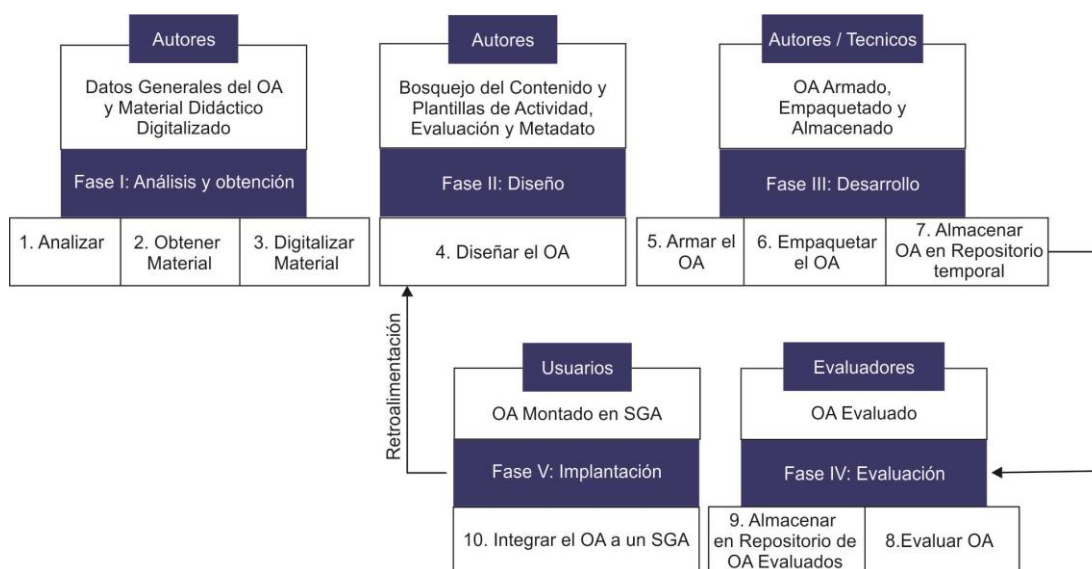 Autores
Datos Generales del OA
y Material Didáctico
Digitalizado
Fase I: Análisis y obtención
1. Analizar
2. Obtener
Material
3. Digitalizar
Material
Autores
Bosquejo del Contenido y
Plantillas de Actividad,
Evaluación y Metadato
Fase II: Diseño
4. Diseñar el OA
Autores / Tecnicos
OA Armado,
Empaquetado y
Almacenado
Fase III: Desarrollo
5. Armar el
OA
6. Empaquetar
el OA
7. Almacenar
OA en Repositorio
temporal
Retroalimentación
Usuarios
OA Montado en SGA
Fase V: Implantación
10. Integrar el OA a un SGA
Evaluadores
OA Evaluado
Fase IV: Evaluación
9. Almacenar
en Repositorio de
OA Evaluados
8.Evaluar OA